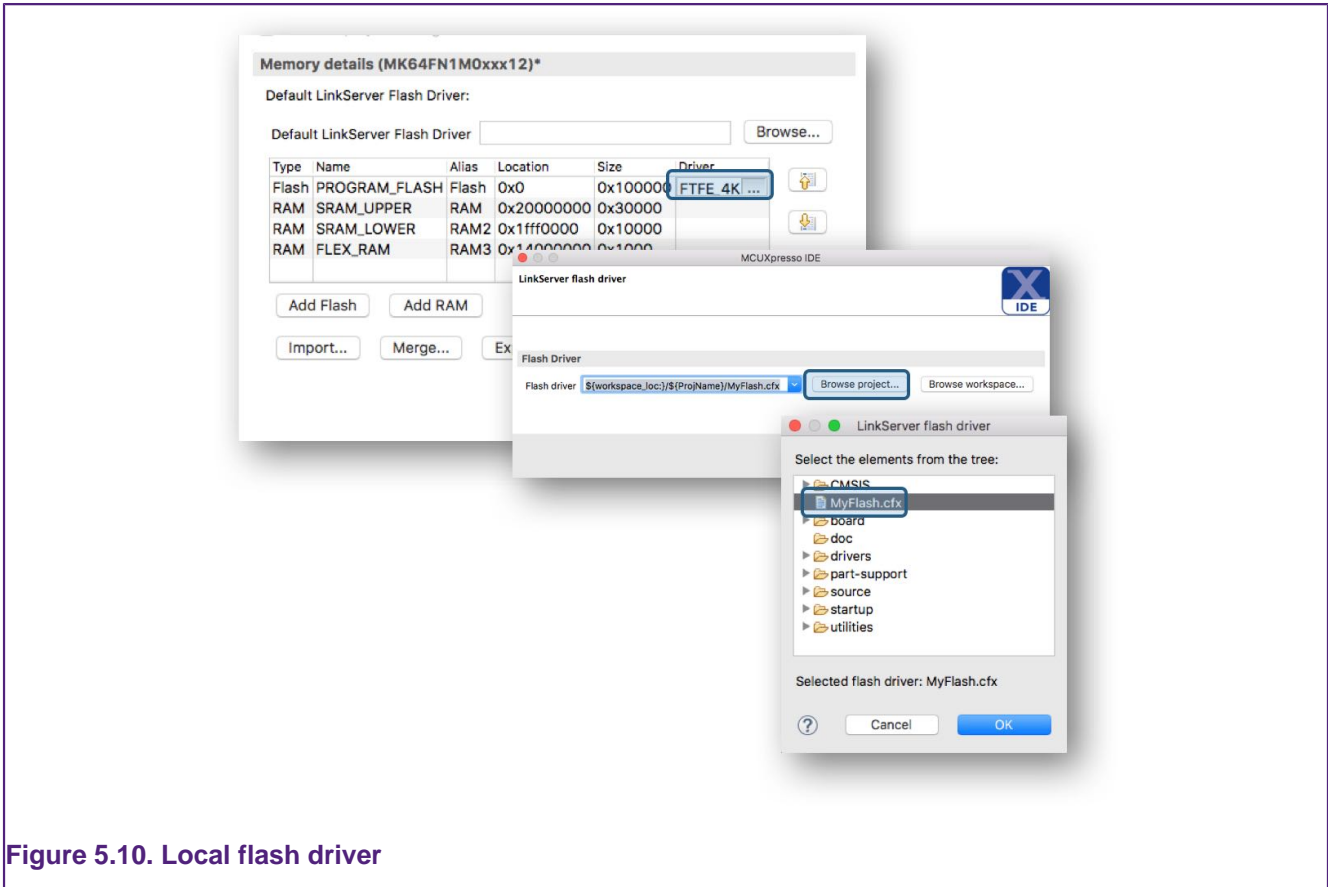 Memory details (MK64FN1M0xxx12)*
Default LinkServer Flash Driver:
Default LinkServer Flash Driver Browse...
Type Name Alias Location Size Driver
Flash PROGRAM_FLASH Flash 0x0 0x100000 FTFE_4K ...
RAM SRAM_UPPER RAM 0x20000000 0x30000
RAM SRAM_LOWER RAM2 0x1fff0000 0x10000
RAM FLEX_RAM RAM3 0x14000000 0x1000
Add Flash Add RAM
Import... Merge... Ex
MCUXpresso IDE
LinkServer flash driver
X
IDE
Flash Driver
Flash driver ${workspace_loc:}/${ProjName}/MyFlash.cfx Browse project... Browse workspace...
LinkServer flash driver
Select the elements from the tree:
CMSIS
MyFlash.cfx
board
doc
drivers
part-support
source
startup
utilities
Selected flash driver: MyFlash.cfx
? Cancel OK
Figure 5.10. Local flash driver